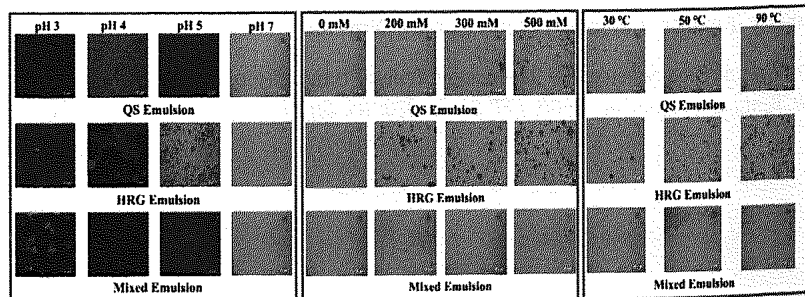 pH 3 pH 4 pH 5 pH 7
QS Emulsion
HRG Emulsion
Mixed Emulsion
0 mM 200 mM 300 mM 500 mM
QS Emulsion
HRG Emulsion
Mixed Emulsion
30 °C 50 °C 90 °C
QS Emulsion
HRG Emulsion
Mixed Emulsion